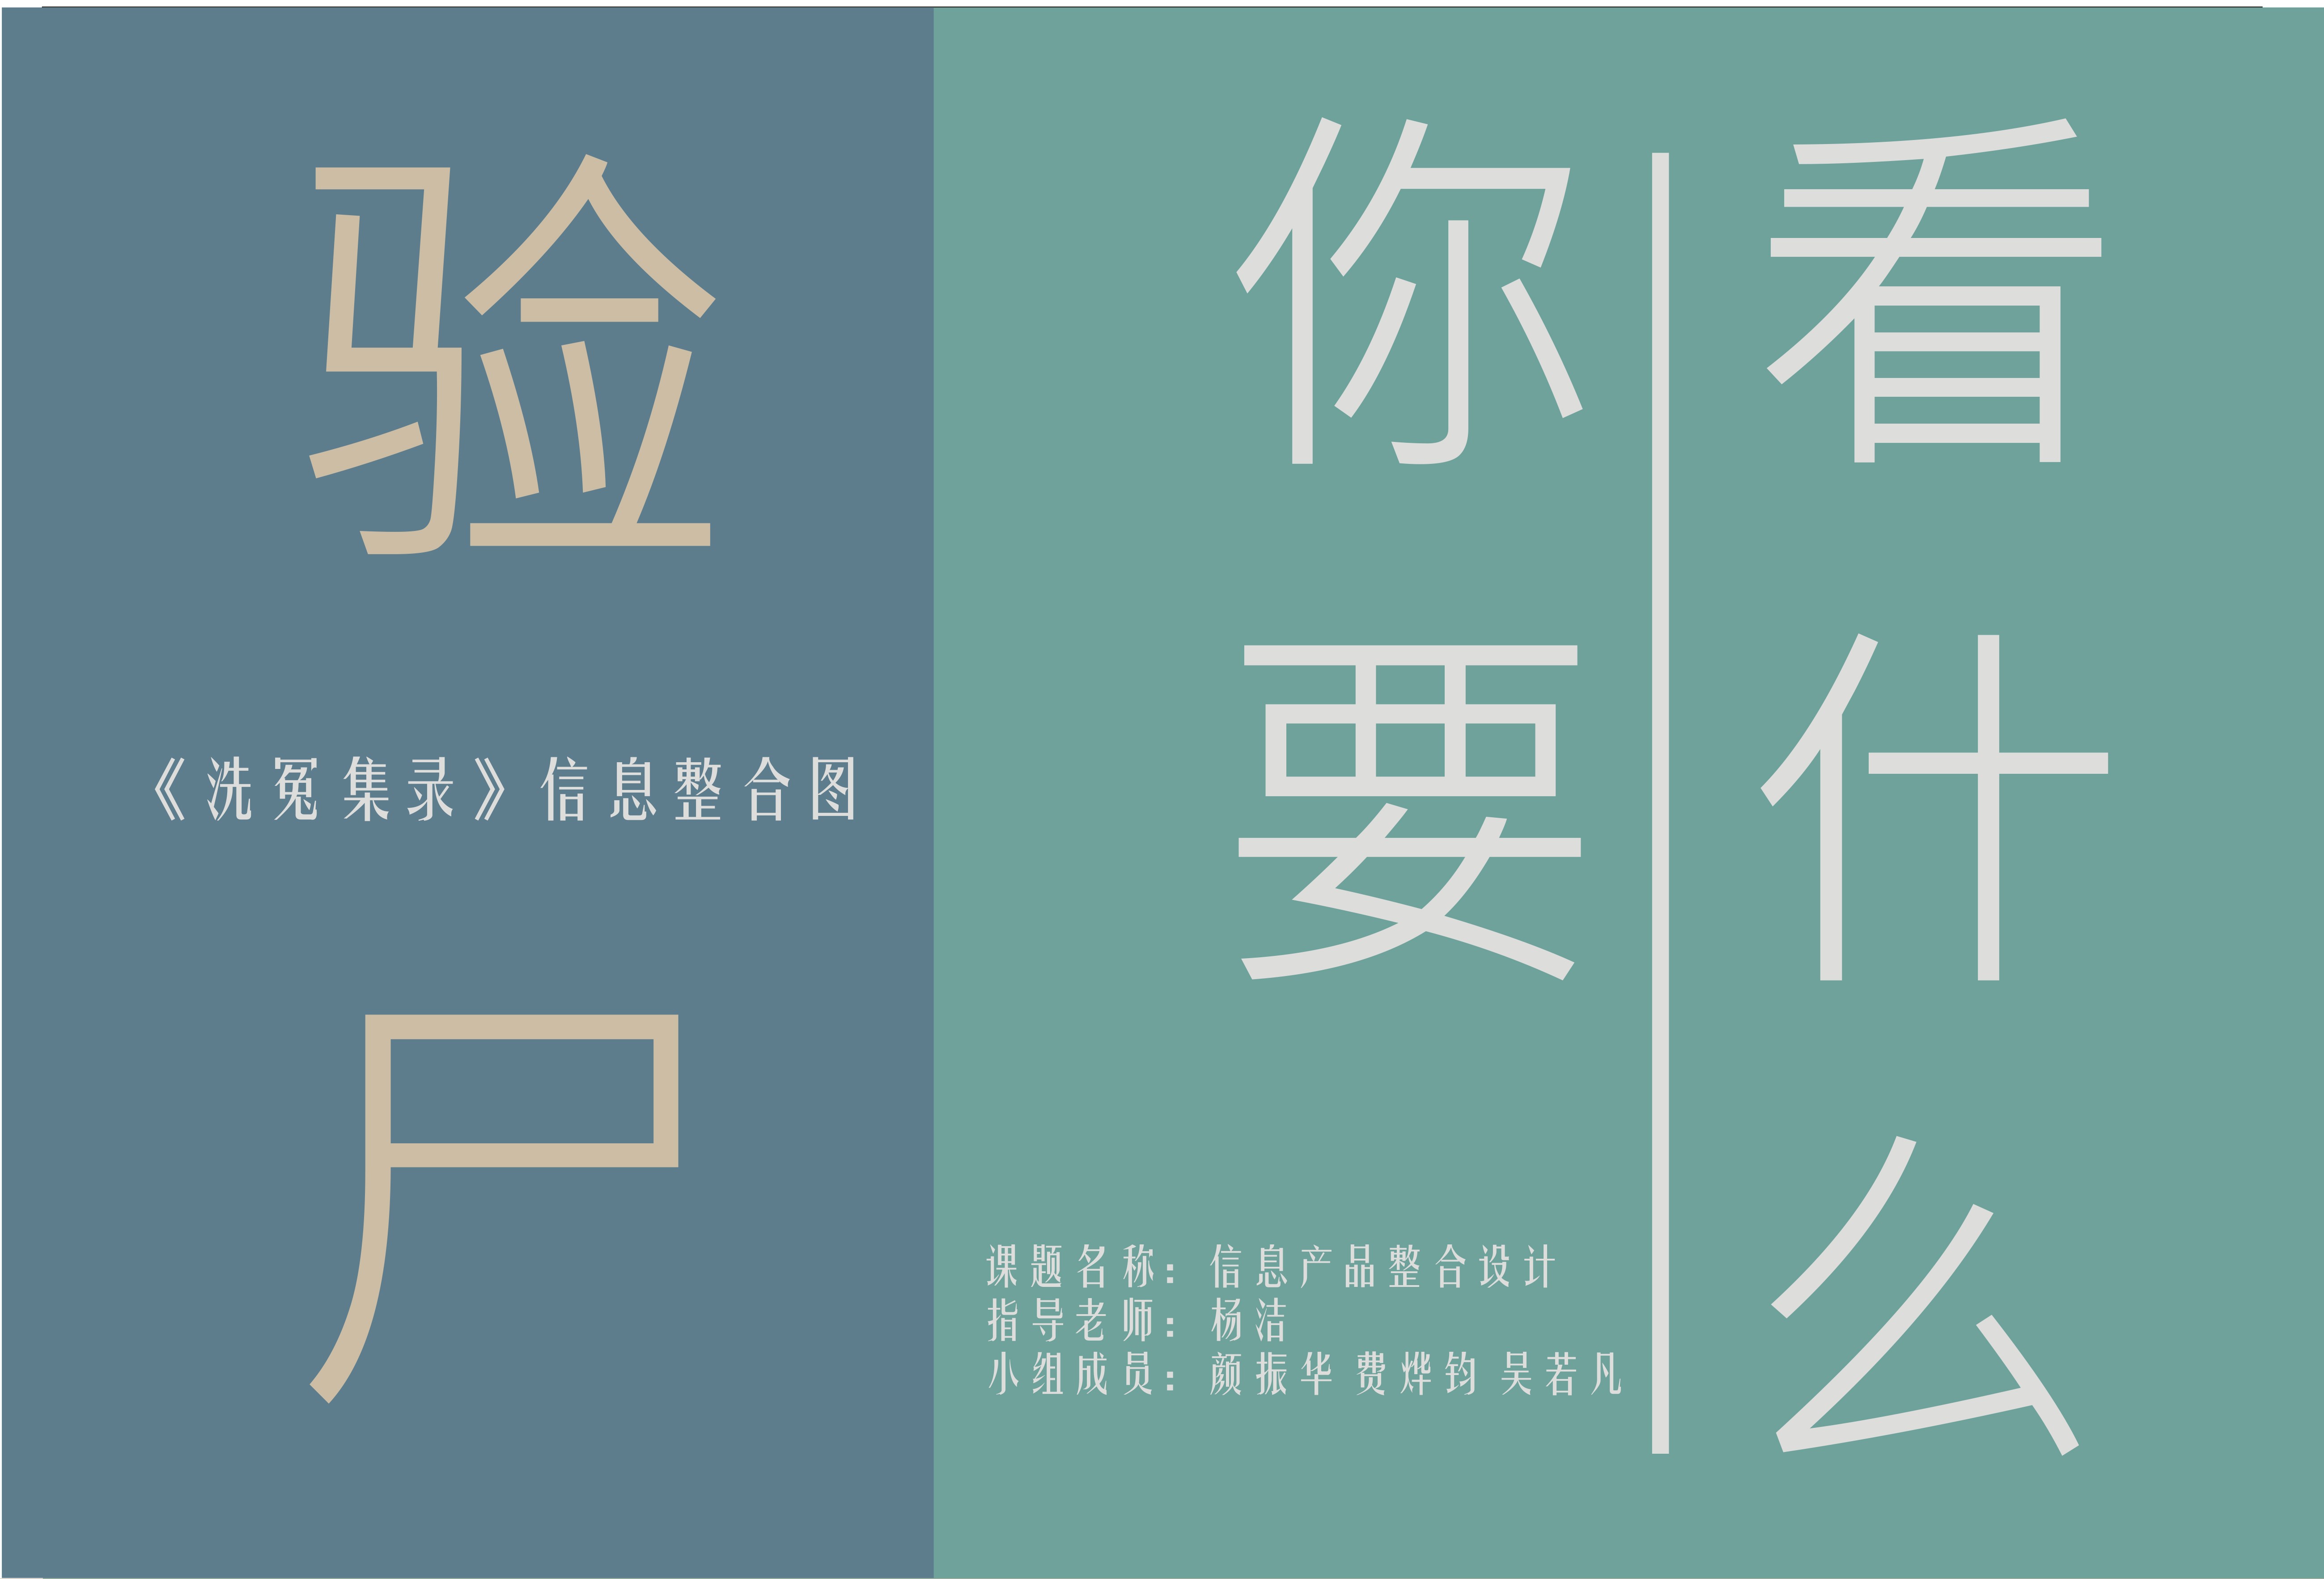 验尸
《洗冤集录》信息整合图
你要
看什么
课题名称：信息产品整合设计
指导老师：杨洁
小组成员：颜振华 费烨钧 吴若凡